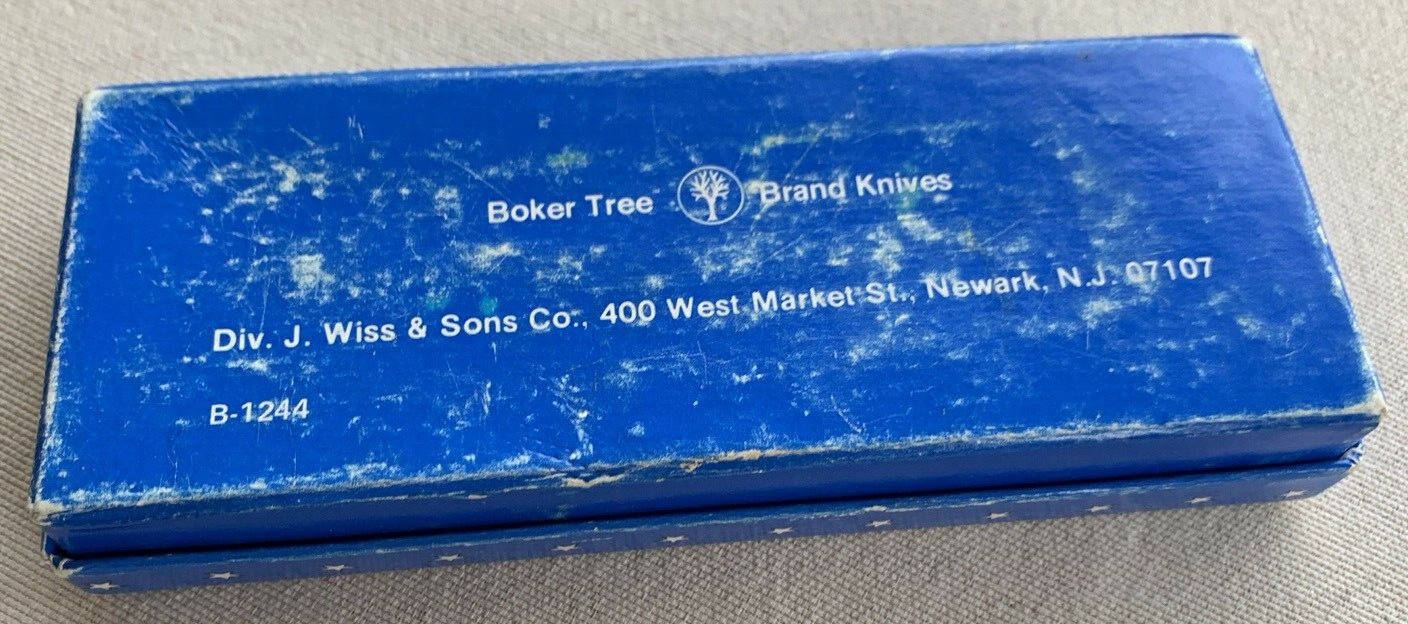 Boker Tree Brand Knives
Div. J. Wiss & Sons Co., 400 West Market St., Newark, N.J. 07107
B-1244